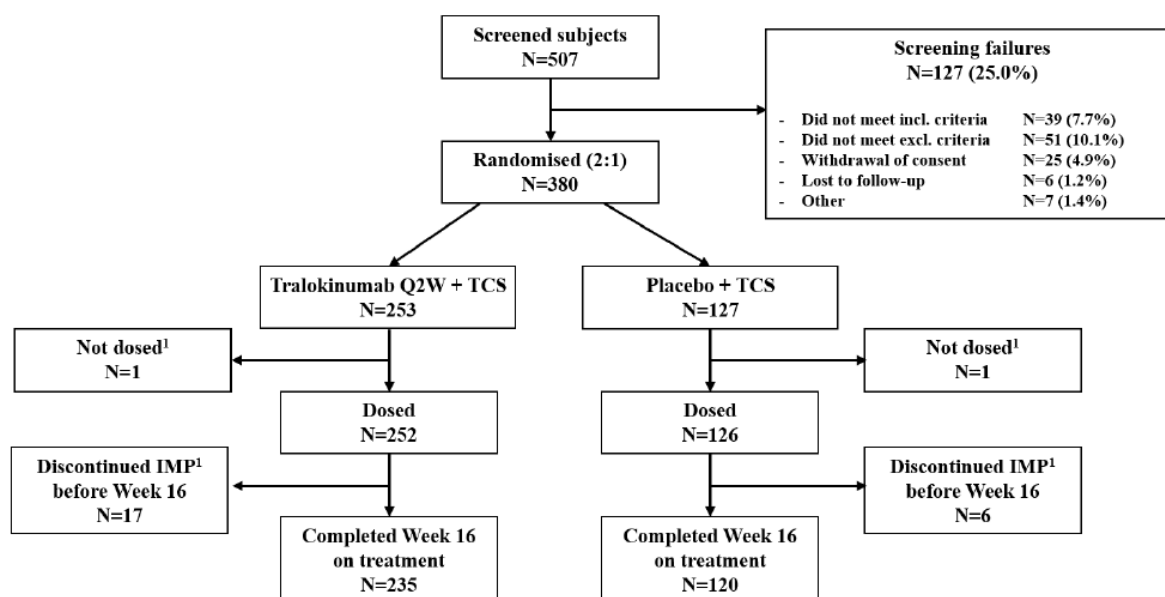 Screened subjects
N=507
Screening failures
N=127 (25.0%)
- Did not meet incl. criteria N=39 (7.7%)
- Did not meet excl. criteria N=51 (10.1%)
- Withdrawal of consent N=25 (4.9%)
- Lost to follow-up N=6 (1.2%)
- Other N=7 (1.4%)
Randomised (2:1)
N=380
Tralokinumab Q2W + TCS
N=253
Placebo + TCS
N=127
Not dosed¹
N=1
Not dosed¹
N=1
Dosed
N=252
Dosed
N=126
Discontinued IMP¹
before Week 16
N=17
Discontinued IMP¹
before Week 16
N=6
Completed Week 16
on treatment
N=235
Completed Week 16
on treatment
N=120